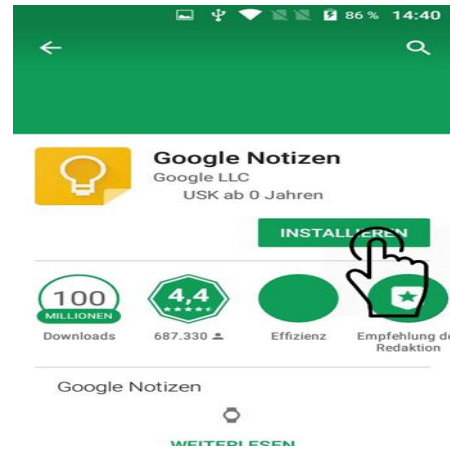 86 % 14:40
Google Notizen
Google LLC
USK ab 0 Jahren
INSTALLIEREN
100
MILLIONEN
4,4
Downloads
687.330
Effizienz
Empfehlung de
Redaktion
Google Notizen
WEITERLESEN